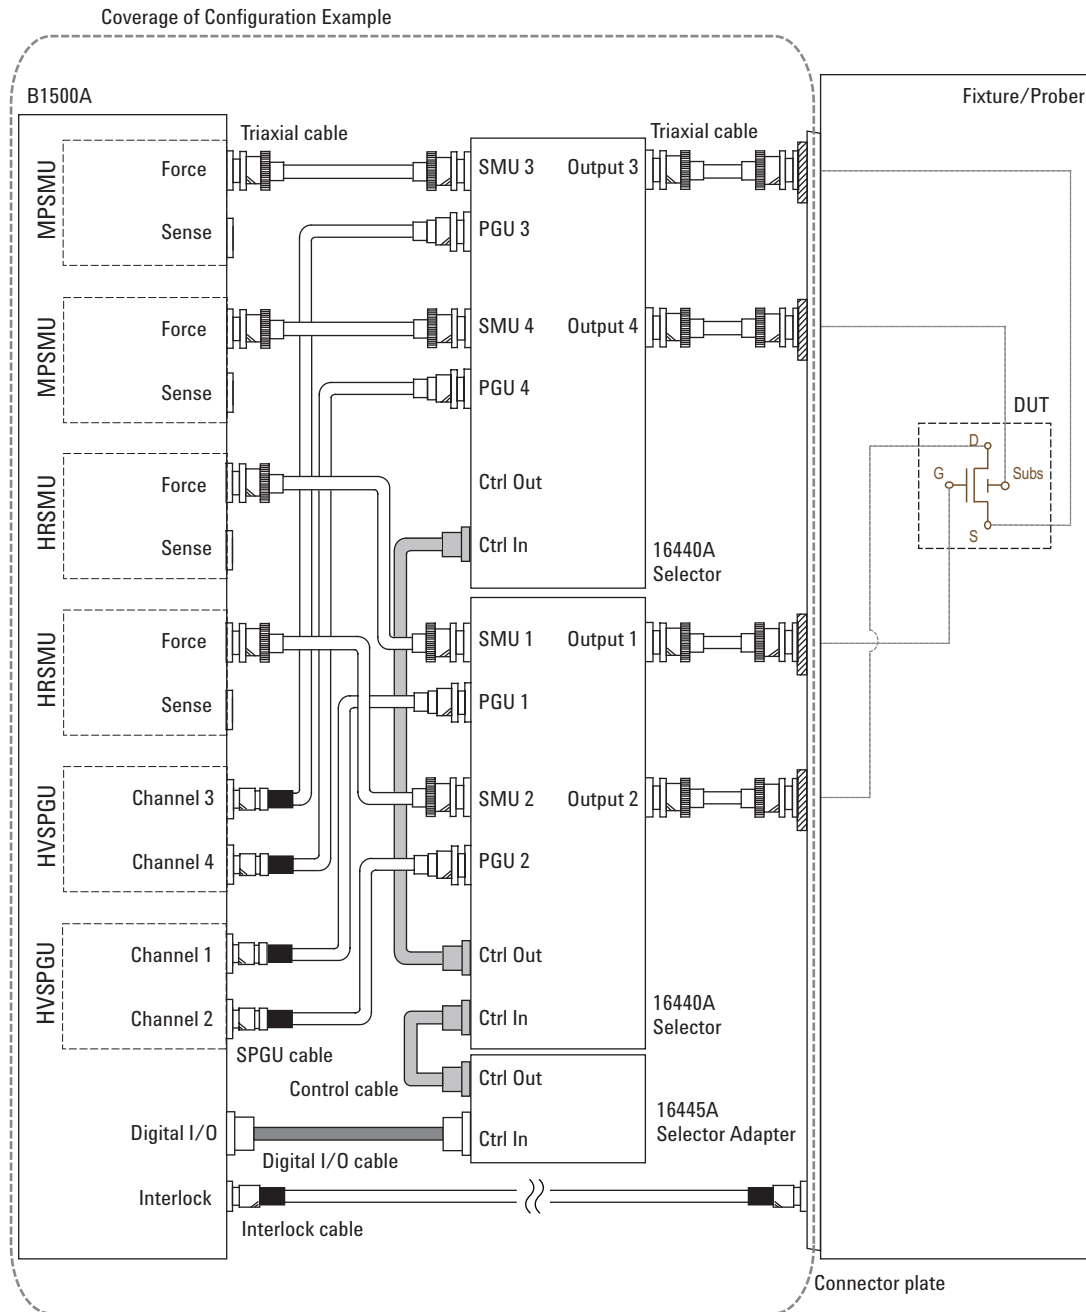 Coverage of Configuration Example
B1500A
Fixture/Prober
Triaxial cable
Triaxial cable
MPSMU
Force
Sense
SMU 3
Output 3
PGU 3
MPSMU
Force
Sense
SMU 4
Output 4
PGU 4
DUT
D
G
Subs
S
HRSMU
Force
Sense
Ctrl Out
Ctrl In
16440A
Selector
HRSMU
Force
Sense
SMU 1
Output 1
PGU 1
HVSPGU
Channel 3
Channel 4
SMU 2
Output 2
PGU 2
HVSPGU
Channel 1
Channel 2
Ctrl Out
Ctrl In
16440A
Selector
SPGU cable
Control cable
Ctrl Out
16445A
Selector Adapter
Digital I/O
Ctrl In
Digital I/O cable
Interlock
Interlock cable
Connector plate